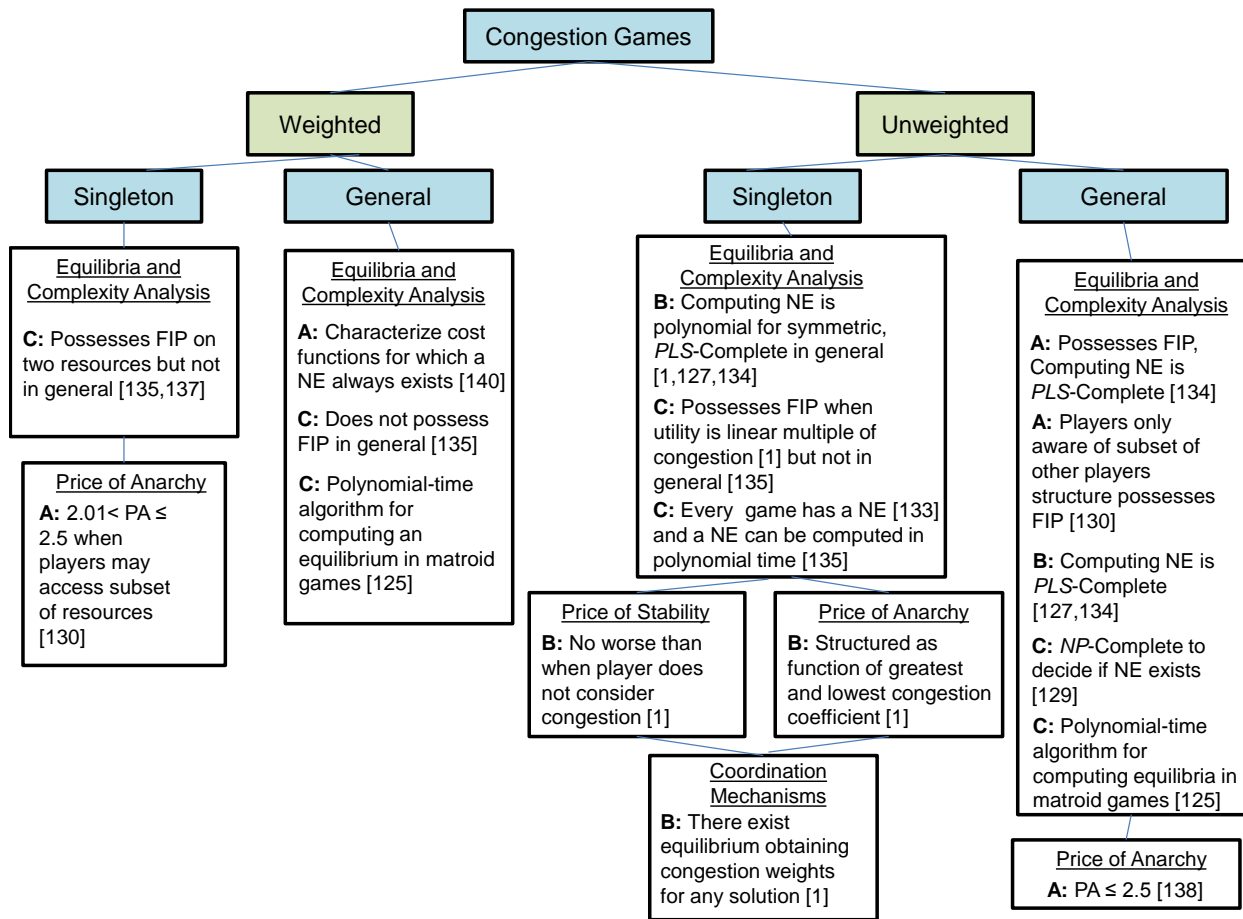 Congestion Games
Weighted
Unweighted
Singleton
General
Singleton
General
Equilibria and
Complexity Analysis
C: Possesses FIP on
two resources but not
in general [135,137]
Price of Anarchy
A: 2.01< PA ≤
2.5 when
players may
access subset
of resources
[130]
Equilibria and
Complexity Analysis
A: Characterize cost
functions for which a
NE always exists [140]
C: Does not possess
FIP in general [135]
C: Polynomial-time
algorithm for
computing an
equilibrium in matroid
games [125]
Equilibria and
Complexity Analysis
B: Computing NE is
polynomial for symmetric,
PLS-Complete in general
[1,127,134]
C: Possesses FIP when
utility is linear multiple of
congestion [1] but not in
general [135]
C: Every game has a NE [133]
and a NE can be computed in
polynomial time [135]
Price of Stability
B: No worse than
when player does
not consider
congestion [1]
Price of Anarchy
B: Structured as
function of greatest
and lowest congestion
coefficient [1]
Coordination
Mechanisms
B: There exist
equilibrium obtaining
congestion weights
for any solution [1]
Equilibria and
Complexity Analysis
A: Possesses FIP,
Computing NE is
PLS-Complete [134]
A: Players only
aware of subset of
other players
structure possesses
FIP [130]
B: Computing NE is
PLS-Complete
[127,134]
C: NP-Complete to
decide if NE exists
[129]
C: Polynomial-time
algorithm for
computing equilibria in
matroid games [125]
Price of Anarchy
A: PA ≤ 2.5 [138]